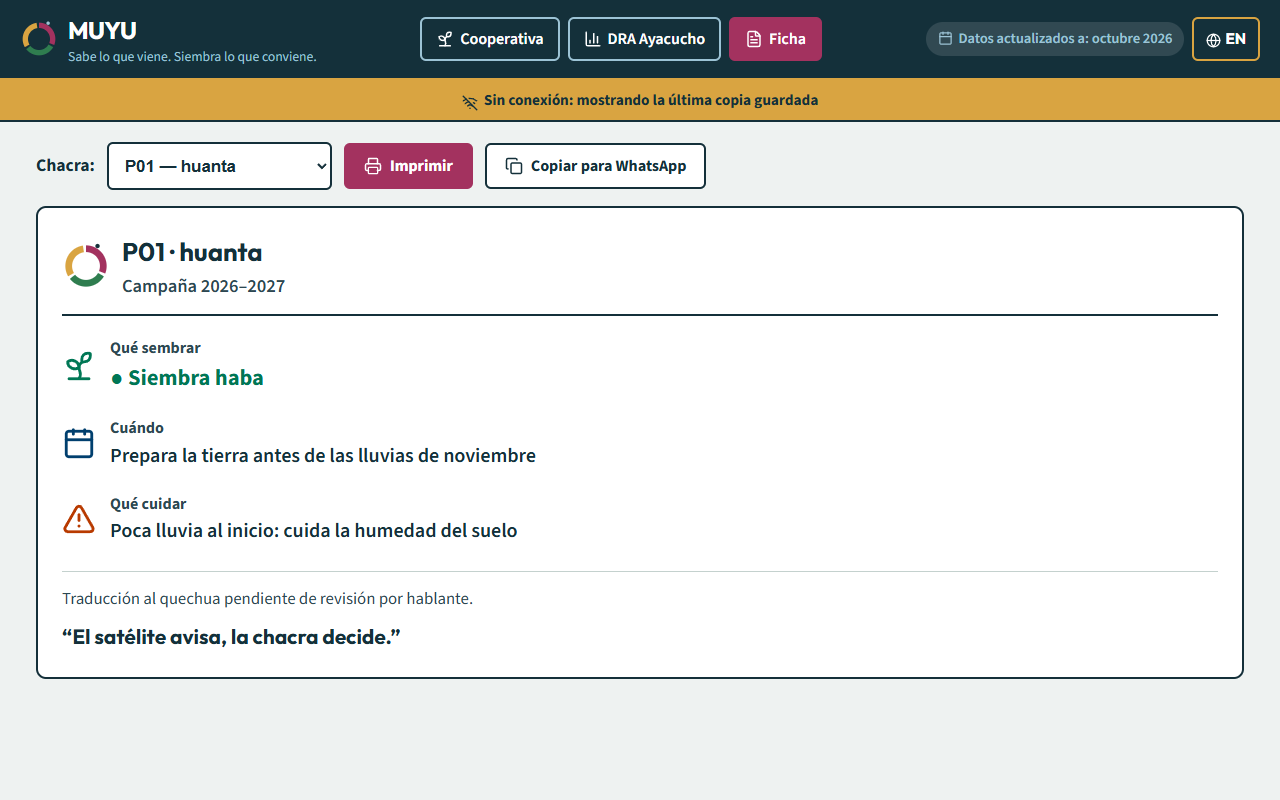 MUYU
Sabe lo que viene. Siembra lo que conviene.
Cooperativa
DRA Ayacucho
Ficha
Datos actualizados a: octubre 2026
EN
Sin conexión: mostrando la última copia guardada
Chacra:
P01 — huanta
Imprimir
Copiar para WhatsApp
P01 · huanta
Campaña 2026–2027
Qué sembrar
● Siembra haba
Cuándo
Prepara la tierra antes de las lluvias de noviembre
Qué cuidar
Poca lluvia al inicio: cuida la humedad del suelo
Traducción al quechua pendiente de revisión por hablante.
“El satélite avisa, la chacra decide.”